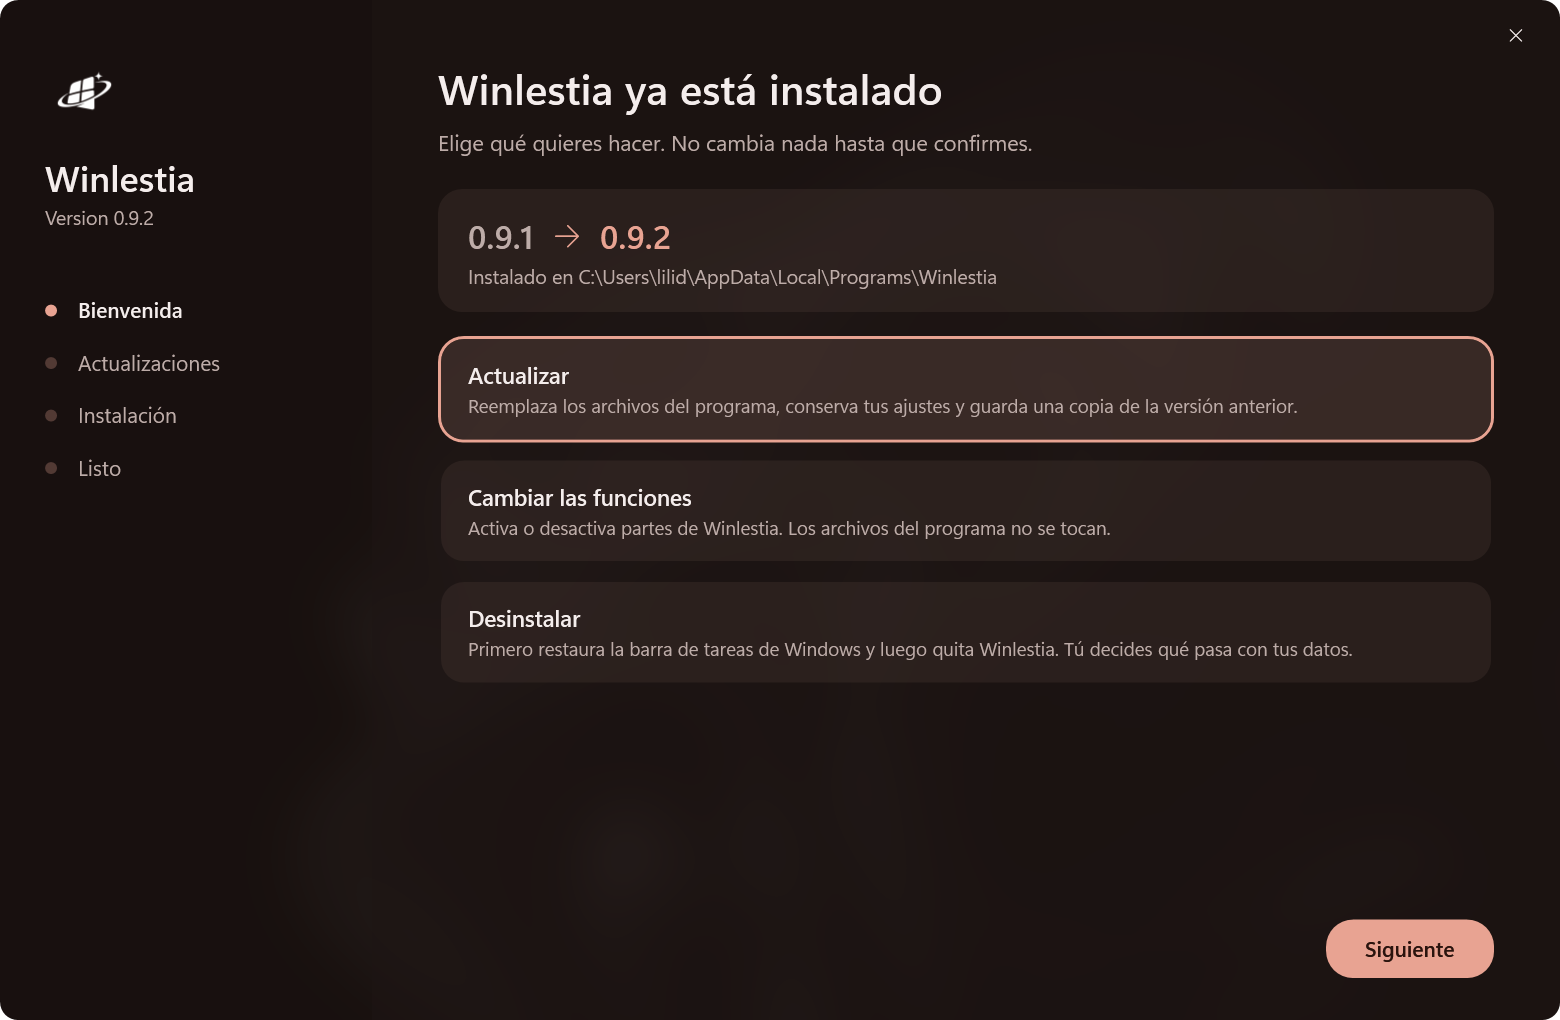 Winlestia
Version 0.9.2
Bienvenida
Actualizaciones
Instalación
Listo
Winlestia ya está instalado
Elige qué quieres hacer. No cambia nada hasta que confirmes.
0.9.1 → 0.9.2
Instalado en C:\Users\lilid\AppData\Local\Programs\Winlestia
Actualizar
Reemplaza los archivos del programa, conserva tus ajustes y guarda una copia de la versión anterior.
Cambiar las funciones
Activa o desactiva partes de Winlestia. Los archivos del programa no se tocan.
Desinstalar
Primero restaura la barra de tareas de Windows y luego quita Winlestia. Tú decides qué pasa con tus datos.
Siguiente